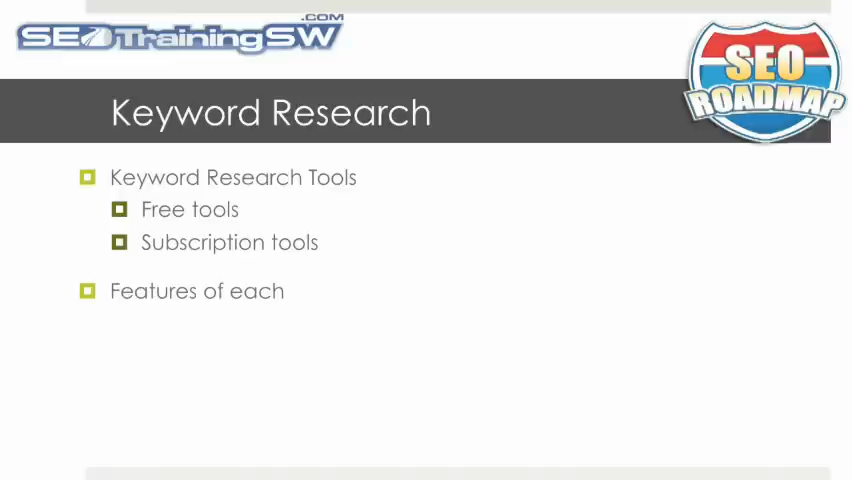 .COM
SEOTrainingSW
SEO
ROADMAP
Keyword Research
Keyword Research Tools
Free tools
Subscription tools
Features of each